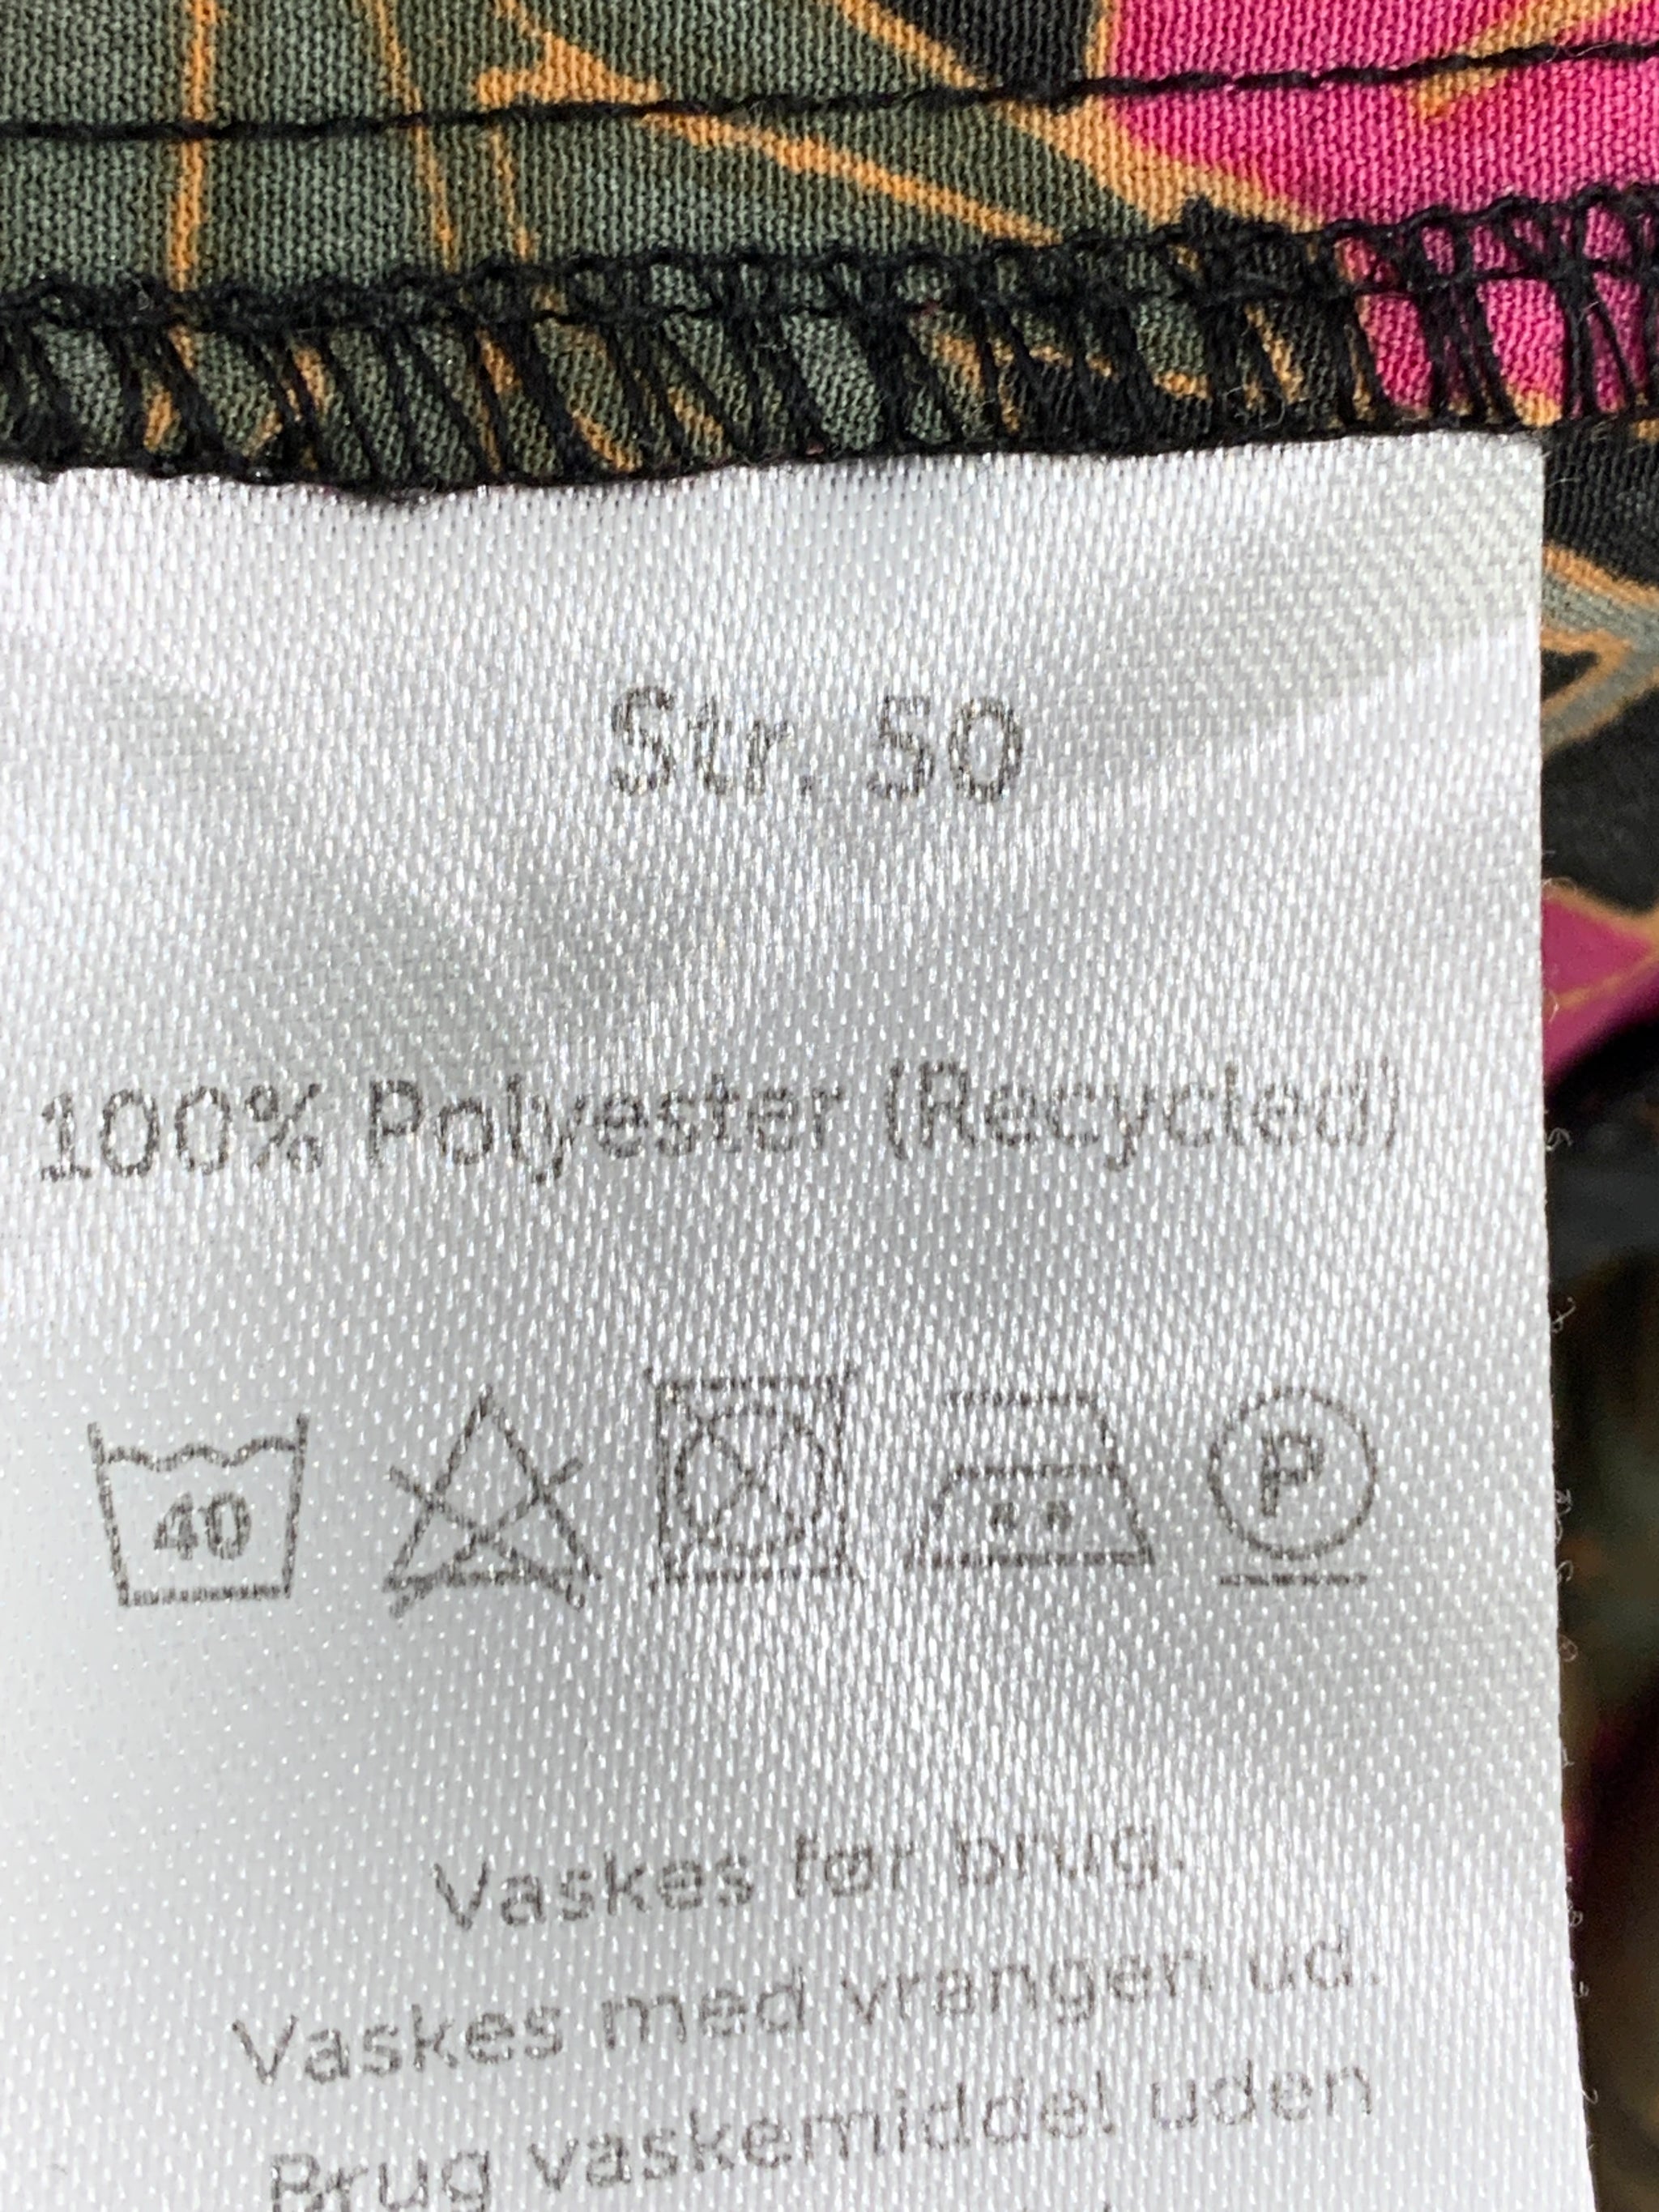 Str. 50
100% Polyester (Recycled)
40 P
Vaskes før brug.
Vaskes med vrangen ud.
Brug vaskemiddel uden